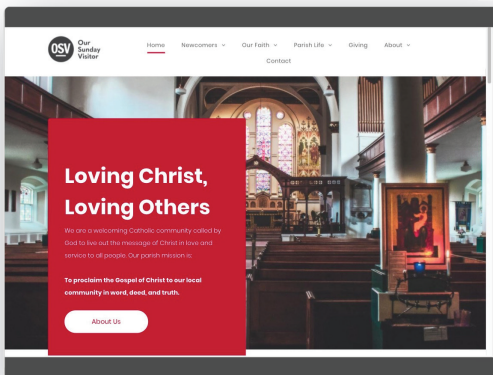 OSV
Our
Sunday
Visitor
Home Newcomers Our Faith Parish Life Giving About
Contact
Loving Christ,
Loving Others
We are a welcoming Catholic community called by
God to live out the message of Christ in love and
service to all people. Our parish mission is:
To proclaim the Gospel of Christ to our local
community in word, deed, and truth.
About Us